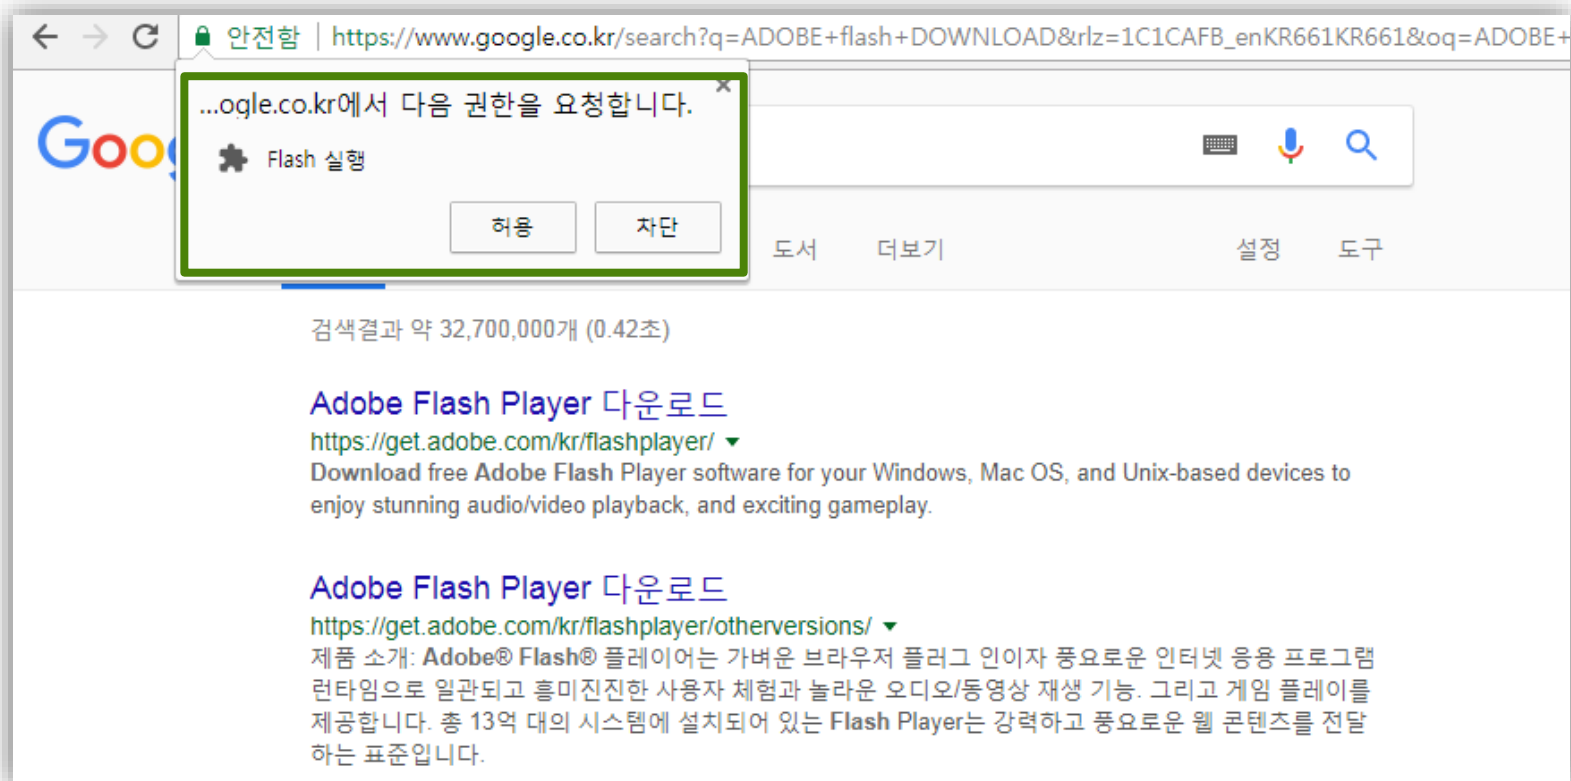 안전함 | https://www.google.co.kr/search?q=ADOBE+flash+DOWNLOAD&rlz=1C1CAFB_enKR661KR661&oq=ADOBE+
...ogle.co.kr에서 다음 권한을 요청합니다. ×
Goo
Flash 실행
허용 차단
도서 더보기 설정 도구
검색결과 약 32,700,000개 (0.42초)
Adobe Flash Player 다운로드
https://get.adobe.com/kr/flashplayer/
Download free Adobe Flash Player software for your Windows, Mac OS, and Unix-based devices to
enjoy stunning audio/video playback, and exciting gameplay.
Adobe Flash Player 다운로드
https://get.adobe.com/kr/flashplayer/otherversions/
제품 소개: Adobe® Flash® 플레이어는 가벼운 브라우저 플러그 인이자 풍요로운 인터넷 응용 프로그램
런타임으로 일관되고 흥미진진한 사용자 체험과 놀라운 오디오/동영상 재생 기능. 그리고 게임 플레이를
제공합니다. 총 13억 대의 시스템에 설치되어 있는 Flash Player는 강력하고 풍요로운 웹 콘텐츠를 전달
하는 표준입니다.